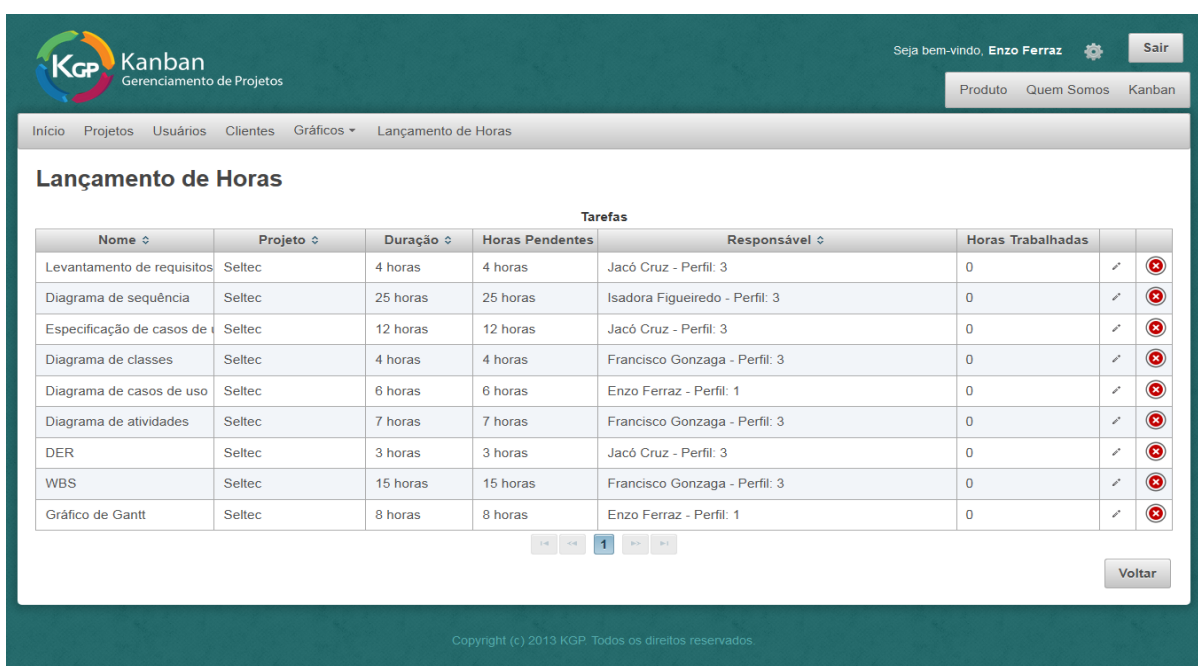 KGP Kanban
Gerenciamento de Projetos
Seja bem-vindo, Enzo Ferraz Sair
Produto Quem Somos Kanban
Início Projetos Usuários Clientes Gráficos Lançamento de Horas
Lançamento de Horas
Tarefas
Nome Projeto Duração Horas Pendentes Responsável Horas Trabalhadas
Levantamento de requisitos Seltec 4 horas 4 horas Jacó Cruz - Perfil: 3 0
Diagrama de sequência Seltec 25 horas 25 horas Isadora Figueiredo - Perfil: 3 0
Especificação de casos de Seltec 12 horas 12 horas Jacó Cruz - Perfil: 3 0
Diagrama de classes Seltec 4 horas 4 horas Francisco Gonzaga - Perfil: 3 0
Diagrama de casos de uso Seltec 6 horas 6 horas Enzo Ferraz - Perfil: 1 0
Diagrama de atividades Seltec 7 horas 7 horas Francisco Gonzaga - Perfil: 3 0
DER Seltec 3 horas 3 horas Jacó Cruz - Perfil: 3 0
WBS Seltec 15 horas 15 horas Francisco Gonzaga - Perfil: 3 0
Gráfico de Gantt Seltec 8 horas 8 horas Enzo Ferraz - Perfil: 1 0
1
Voltar
Copyright (c) 2013 KGP. Todos os direitos reservados.